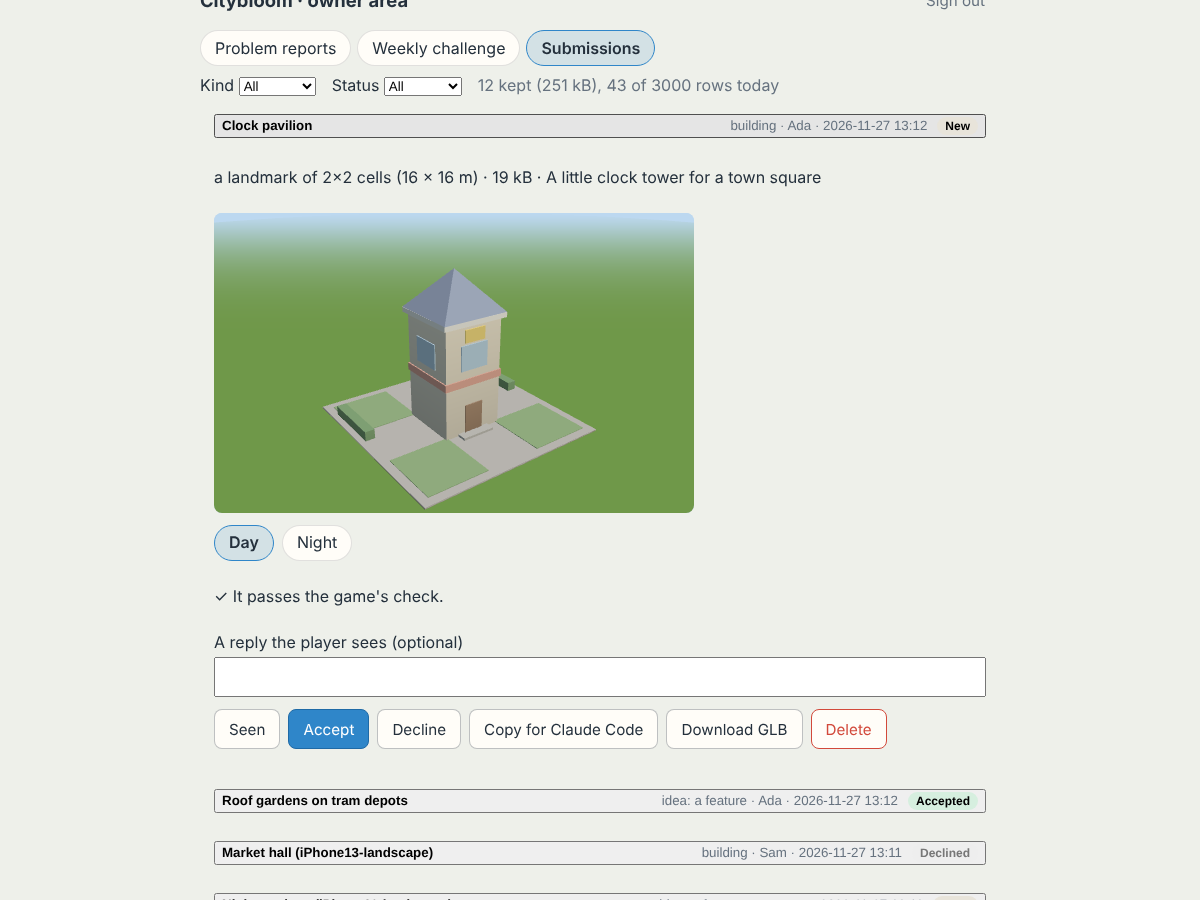 Citybloom · owner area
Sign out
Problem reports
Weekly challenge
Submissions
Kind All Status All 12 kept (251 kB), 43 of 3000 rows today
Clock pavilion building · Ada · 2026-11-27 13:12 New
a landmark of 2×2 cells (16 × 16 m) · 19 kB · A little clock tower for a town square
Day
Night
✓ It passes the game's check.
A reply the player sees (optional)
Seen
Accept
Decline
Copy for Claude Code
Download GLB
Delete
Roof gardens on tram depots idea: a feature · Ada · 2026-11-27 13:12 Accepted
Market hall (iPhone13-landscape) building · Sam · 2026-11-27 13:11 Declined